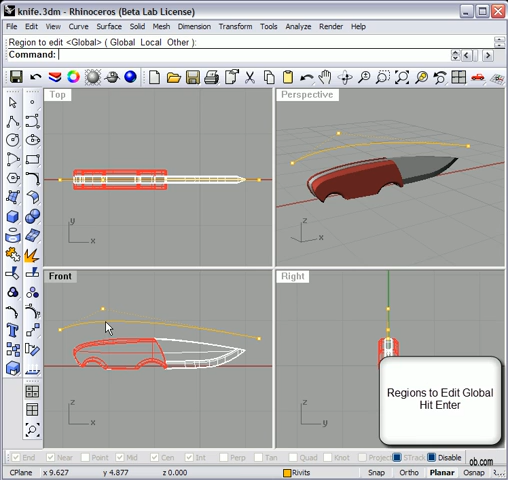 knife.3dm - Rhinoceros (Beta Lab License)
File Edit View Curve Surface Solid Mesh Dimension Transform Tools Analyze Render Help
Region to edit <Global> ( Global Local Other ):
Command:
Top
Perspective
y
x
z
x
y
Front
Right
z
x
z
y
Regions to Edit Global
Hit Enter
End Near Point Mid Cen Int Perp Tan Quad Knot Project STrack Disable
ob.com
CPlane x 9.627 y 4.877 z 0.000 Rivits Snap Ortho Planar Osnap